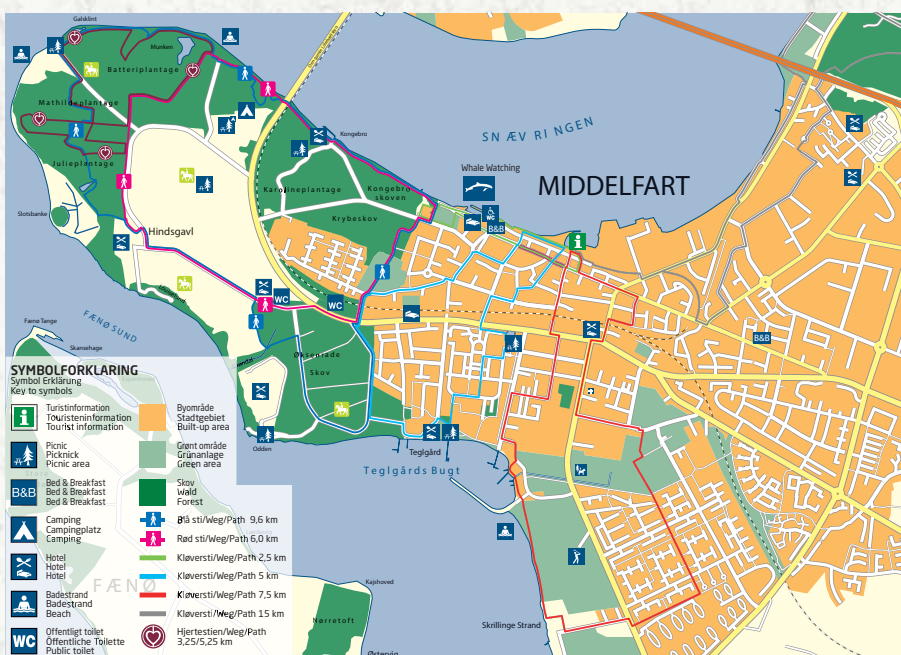 Galsklint
Munken
Batteriplantage
Mathildeplantage
Julieplantage
Kongebro
SNÆVRINGEN
Whale Watching
MIDDELFART
Karolineplantage
Kongebro
skoven
Krybeskov
WC
B&B
Slotsbanke
Hindsgavl
WC
WC
i
B&B
FÆNØ SUND
Fænø Tange
Skansehage
Øksenrade
Skov
Odden
Teglgård
Teglgårds Bugt
Skrillinge Strand
Kajshoved
Nørretoft
Østervig
FÆNØ
SYMBOLFORKLARING
Symbol Erklärung
Key to symbols
i
Turistinformation
Touristeninformation
Tourist information
Picnic
Picknick
Picnic area
B&B
Bed & Breakfast
Bed & Breakfast
Bed & Breakfast
Camping
Campingplatz
Camping
Hotel
Hotel
Hotel
Badestrand
Badestrand
Beach
WC
Offentligt toilet
Öffentliche Toilette
Public toilet
Byområde
Stadtgebiet
Built-up area
Grønt område
Grünanlage
Green area
Skov
Wald
Forest
Blå sti/Weg/Path 9,6 km
Rød sti/Weg/Path 6,0 km
Kløversti/Weg/Path 2,5 km
Kløversti/Weg/Path 5 km
Kløversti/Weg/Path 7,5 km
Kløversti/Weg/Path 15 km
Hjertestien/Weg/Path
3,25/5,25 km